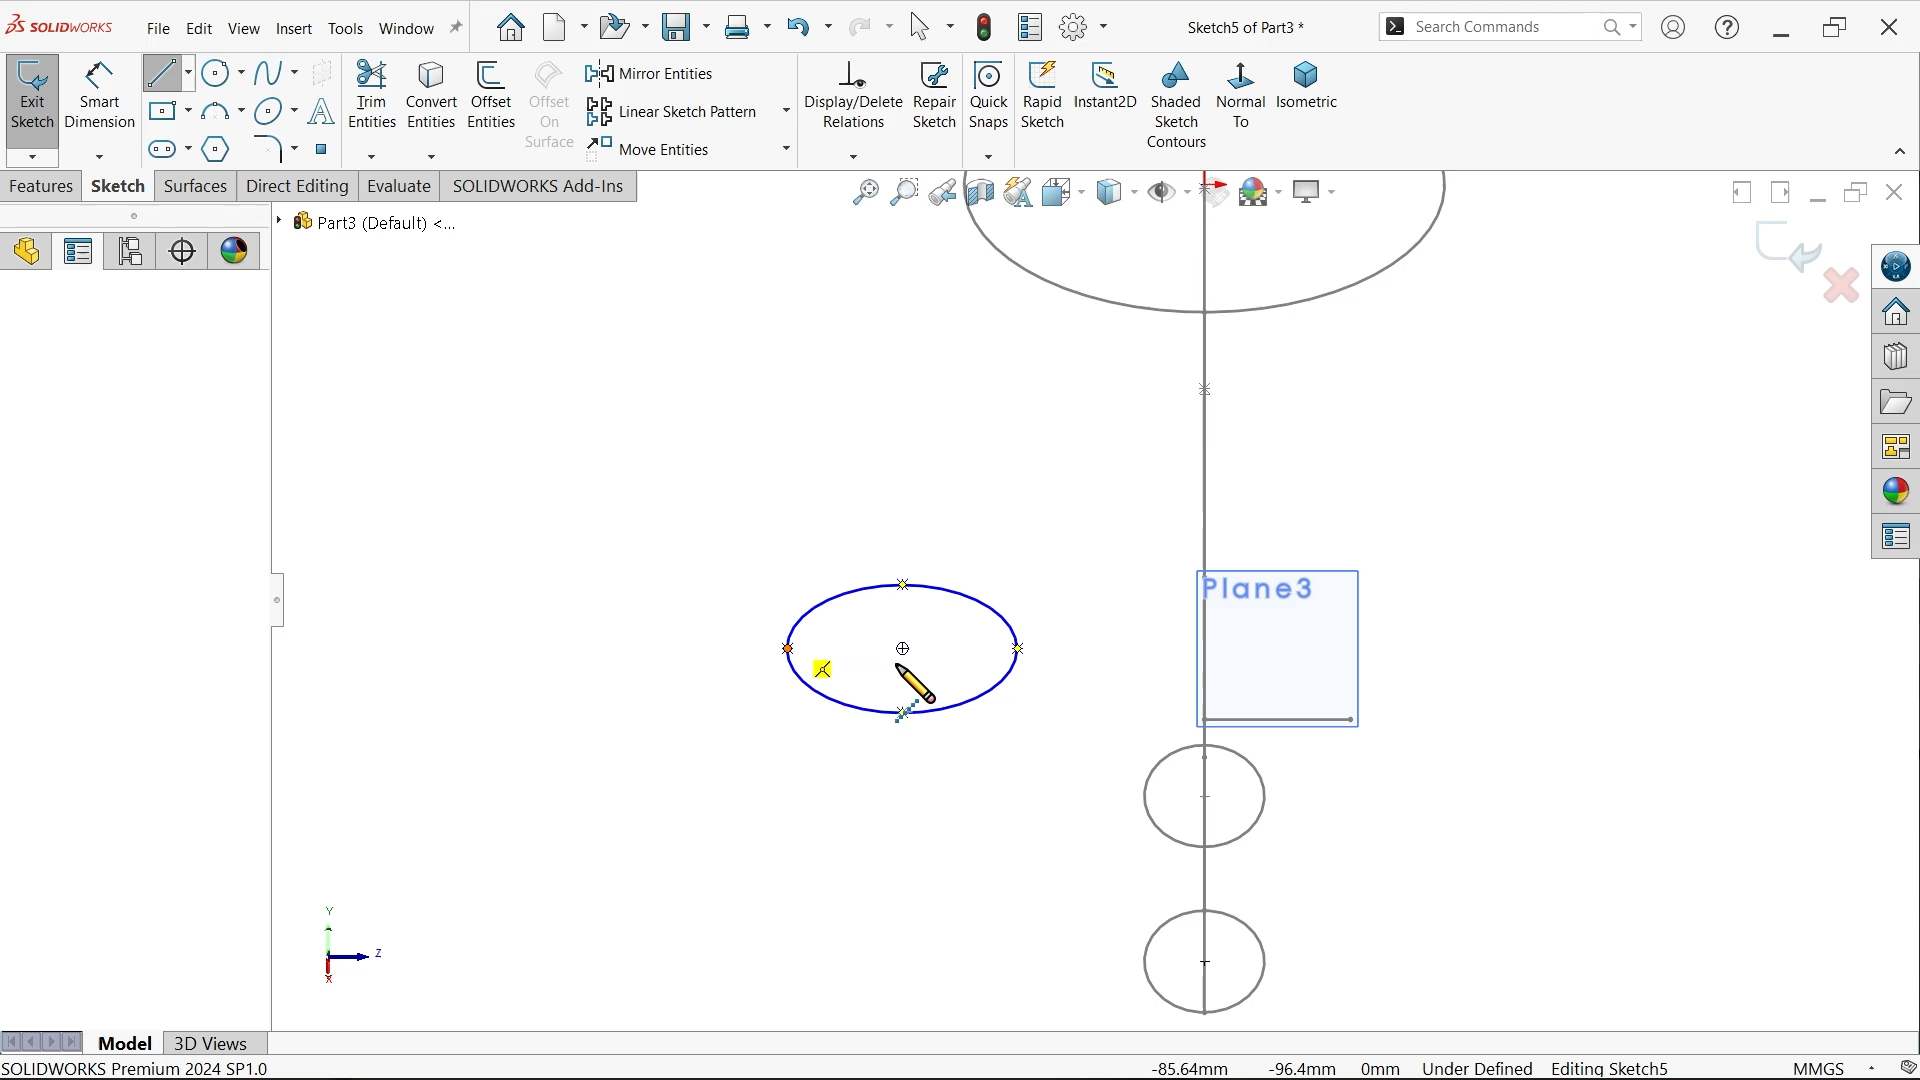 SOLIDWORKS File Edit View Insert Tools Window Sketch5 of Part3 * Search Commands
Exit Sketch
Smart Dimension
Trim Entities
Convert Entities
Offset Entities
Offset On Surface
Mirror Entities
Linear Sketch Pattern
Move Entities
Display/Delete Relations
Repair Sketch
Quick Snaps
Rapid Sketch
Instant2D
Shaded Sketch Contours
Normal To
Isometric
Features Sketch Surfaces Direct Editing Evaluate SOLIDWORKS Add-Ins
Part3 (Default) <...
Plane3
Y
Z
X
Model 3D Views
SOLIDWORKS Premium 2024 SP1.0 -85.64mm -96.4mm 0mm Under Defined Editing Sketch5 MMGS